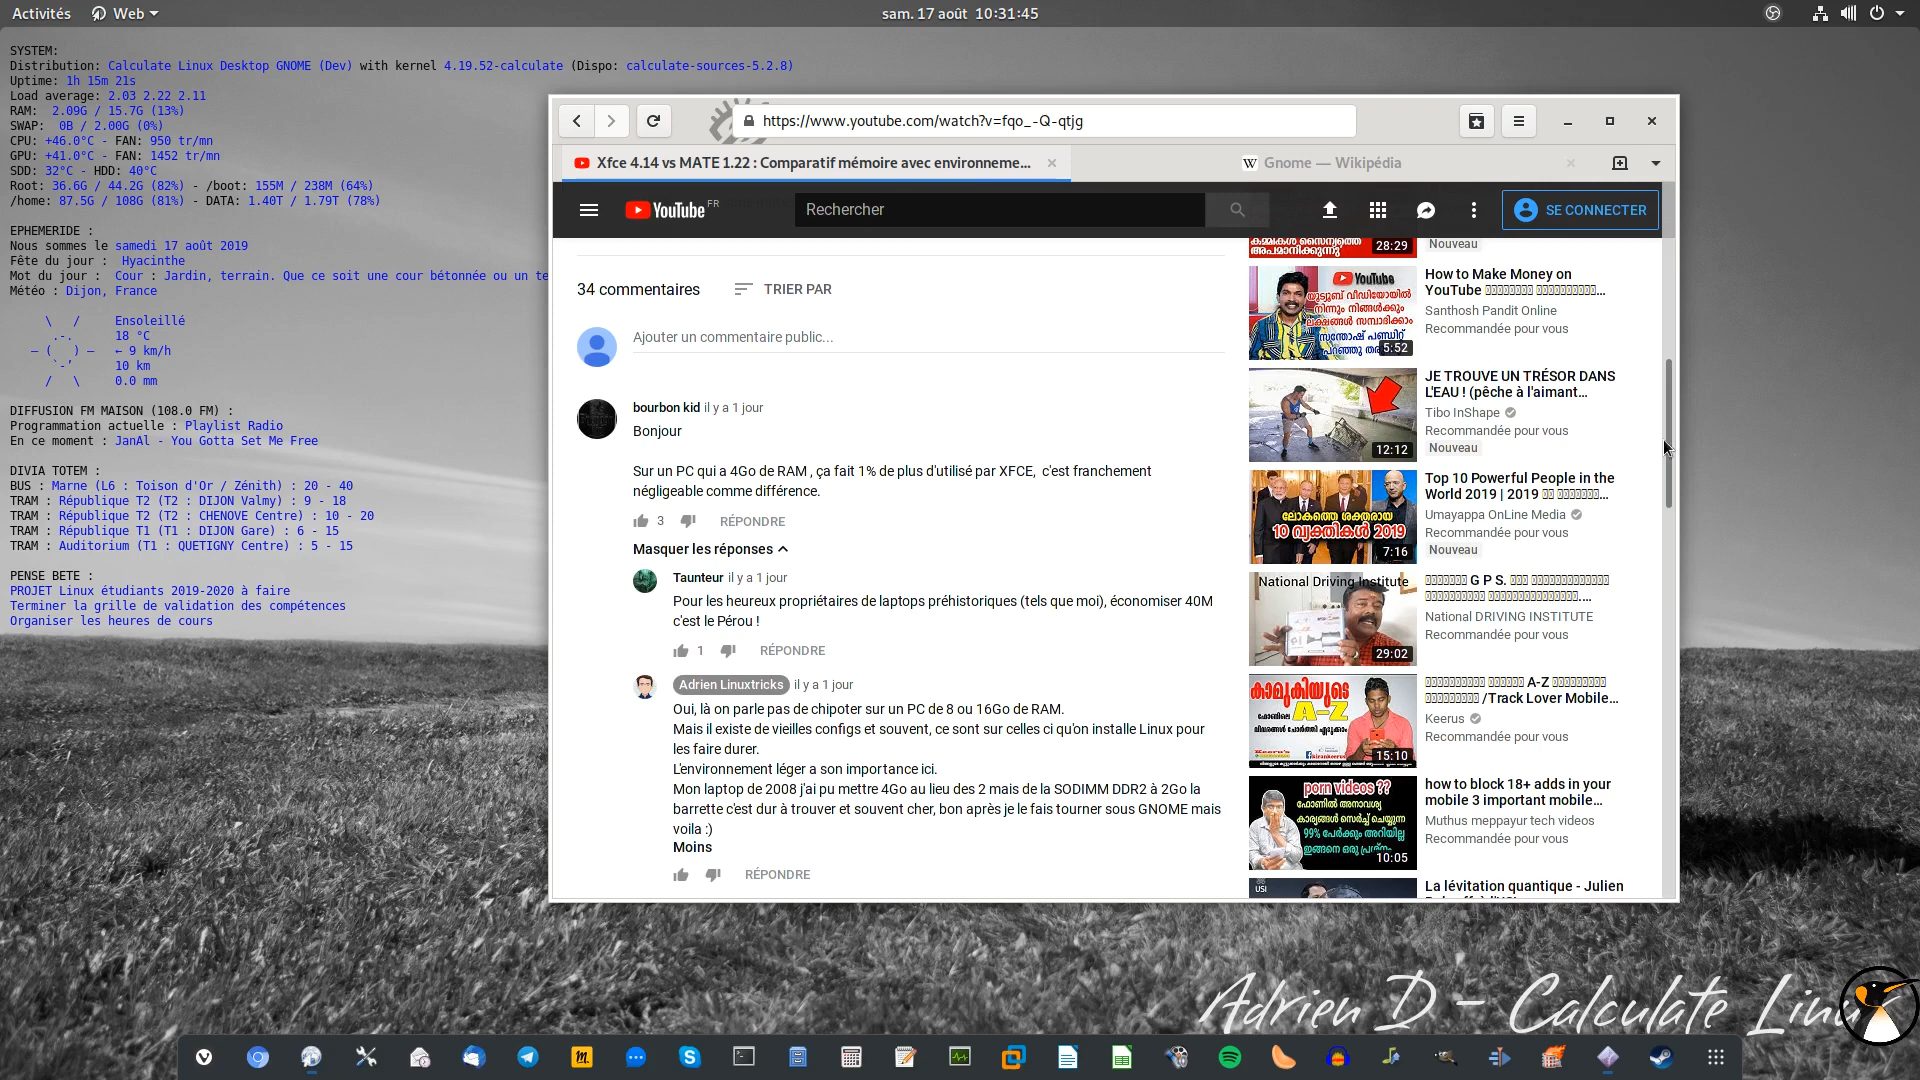 Activités
Web
sam. 17 août 10:31:45
SYSTEM:
Distribution: Calculate Linux Desktop GNOME (Dev) with kernel 4.19.52-calculate (Dispo: calculate-sources-5.2.8)
Uptime: 1h 15m 21s
Load average: 2.03 2.22 2.11
RAM: 2.09G / 15.7G (13%)
SWAP: 0B / 2.00G (0%)
CPU: +46.0°C - FAN: 950 tr/mn
GPU: +41.0°C - FAN: 1452 tr/mn
SDD: 32°C - HDD: 40°C
Root: 36.6G / 44.2G (82%) - /boot: 155M / 238M (64%)
/home: 87.5G / 108G (81%) - DATA: 1.40T / 1.79T (78%)
EPHEMERIDE :
Nous sommes le samedi 17 août 2019
Fête du jour : Hyacinthe
Mot du jour : Cour : Jardin, terrain. Que ce soit une cour bétonnée ou un te
Météo : Dijon, France
Ensoleillé
18 °C
← 9 km/h
10 km
0.0 mm
DIFFUSION FM MAISON (108.0 FM) :
Programmation actuelle : Playlist Radio
En ce moment : JanAl - You Gotta Set Me Free
DIVIA TOTEM :
BUS : Marne (L6 : Toison d'Or / Zénith) : 20 - 40
TRAM : République T2 (T2 : DIJON Valmy) : 9 - 18
TRAM : République T2 (T2 : CHENOVE Centre) : 10 - 20
TRAM : République T1 (T1 : DIJON Gare) : 6 - 15
TRAM : Auditorium (T1 : QUETIGNY Centre) : 5 - 15
PENSE BETE :
PROJET Linux étudiants 2019-2020 à faire
Terminer la grille de validation des compétences
Organiser les heures de cours
https://www.youtube.com/watch?v=fqo_-Q-qtjg
Xfce 4.14 vs MATE 1.22 : Comparatif mémoire avec environneme...
W Gnome — Wikipédia
YouTube FR
Rechercher
SE CONNECTER
34 commentaires
TRIER PAR
Ajouter un commentaire public...
bourbon kid il y a 1 jour
Bonjour
Sur un PC qui a 4Go de RAM , ça fait 1% de plus d'utilisé par XFCE, c'est franchement
négligeable comme différence.
3 RÉPONDRE
Masquer les réponses
Taunteur il y a 1 jour
Pour les heureux propriétaires de laptops préhistoriques (tels que moi), économiser 40M
c'est le Pérou !
1 RÉPONDRE
Adrien Linuxtricks il y a 1 jour
Oui, là on parle pas de chipoter sur un PC de 8 ou 16Go de RAM.
Mais il existe de vieilles configs et souvent, ce sont sur celles ci qu'on installe Linux pour
les faire durer.
L'environnement léger a son importance ici.
Mon laptop de 2008 j'ai pu mettre 4Go au lieu des 2 mais de la SODIMM DDR2 à 2Go la
barrette c'est dur à trouver et souvent cher, bon après je le fais tourner sous GNOME mais
voila :)
Moins
RÉPONDRE
28:29
Nouveau
YouTube
യൂട്യൂബ് വീഡിയോയിൽ
നിന്നും നിങ്ങൾക്കും
ലക്ഷങ്ങൾ സമ്പാദിക്കാം
സന്തോഷ് പണ്ഡിറ്റ്
5:52
How to Make Money on
YouTube
Santhosh Pandit Online
Recommandée pour vous
12:12
JE TROUVE UN TRÉSOR DANS
L'EAU ! (pêche à l'aimant...
Tibo InShape
Recommandée pour vous
Nouveau
ലോകത്തെ ശക്തരായ
10 വ്യക്തികൾ 2019
7:16
Top 10 Powerful People in the
World 2019 | 2019
Umayappa OnLine Media
Recommandée pour vous
Nouveau
National Driving Institute
29:02
G P S.
National DRIVING INSTITUTE
Recommandée pour vous
കാമുകിയുടെ
A-Z
15:10
A-Z
/Track Lover Mobile...
Keerus
Recommandée pour vous
porn videos ??
ഫോണിൽ അനാവശ്യ
കാര്യങ്ങൾ സെർച്ച് ചെയ്യുന്ന
99% പേർക്കും അറിയില്ല
10:05
how to block 18+ adds in your
mobile 3 important mobile...
Muthus meppayur tech videos
Recommandée pour vous
USI
La lévitation quantique - Julien
Adrien D - Calculate Linux